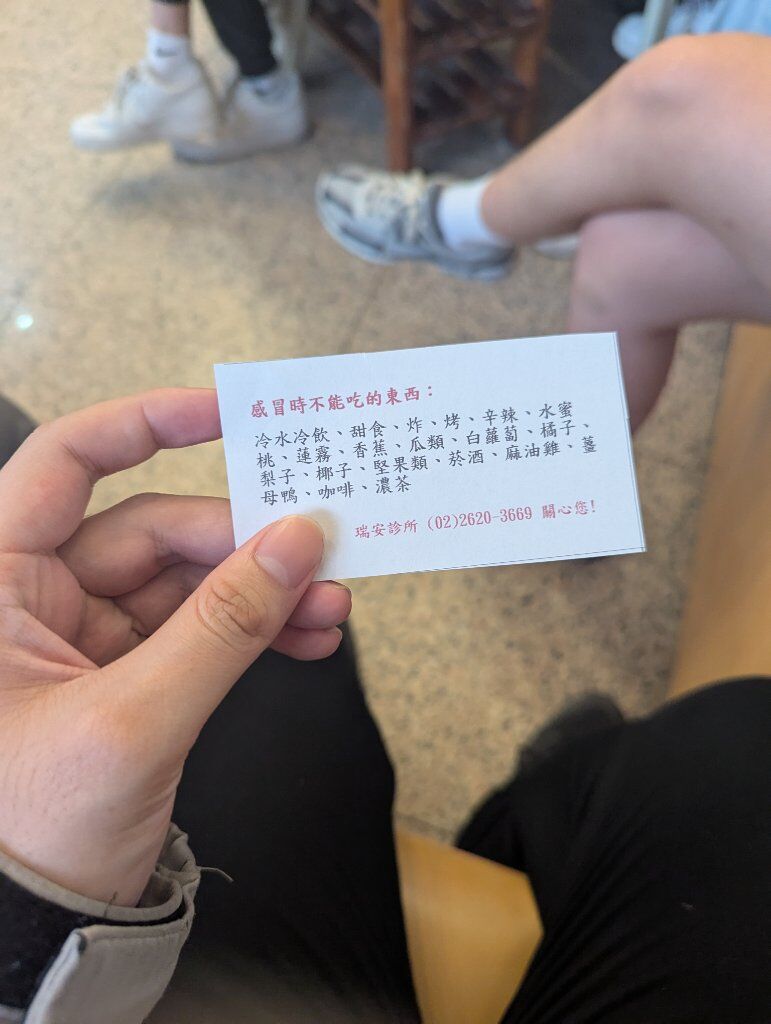 感冒時不能吃的東西：
冷水冷飲、甜食、炸、烤、辛辣、水蜜
桃、蓮霧、香蕉、瓜類、白蘿蔔、橘子、
梨子、椰子、堅果類、菸酒、麻油雞、薑
母鴨、咖啡、濃茶
瑞安診所 (02)2620-3669 關心您!